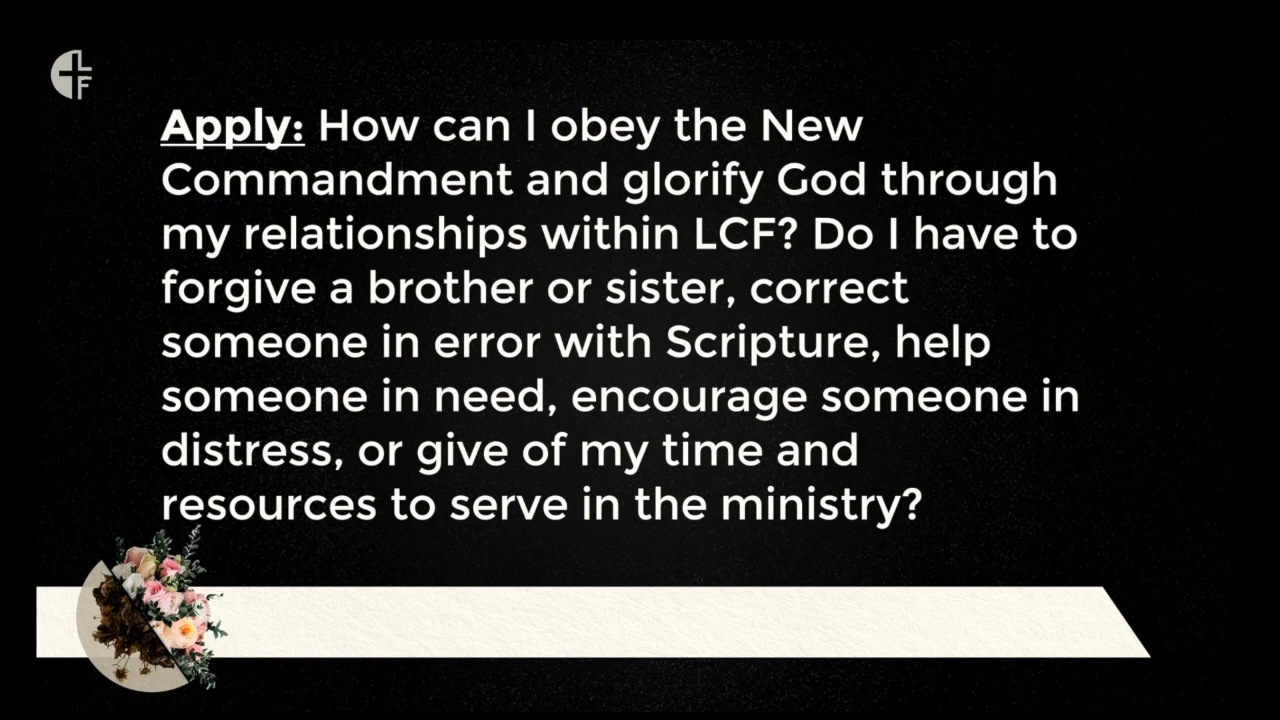 LF
Apply: How can I obey the New
Commandment and glorify God through
my relationships within LCF? Do I have to
forgive a brother or sister, correct
someone in error with Scripture, help
someone in need, encourage someone in
distress, or give of my time and
resources to serve in the ministry?